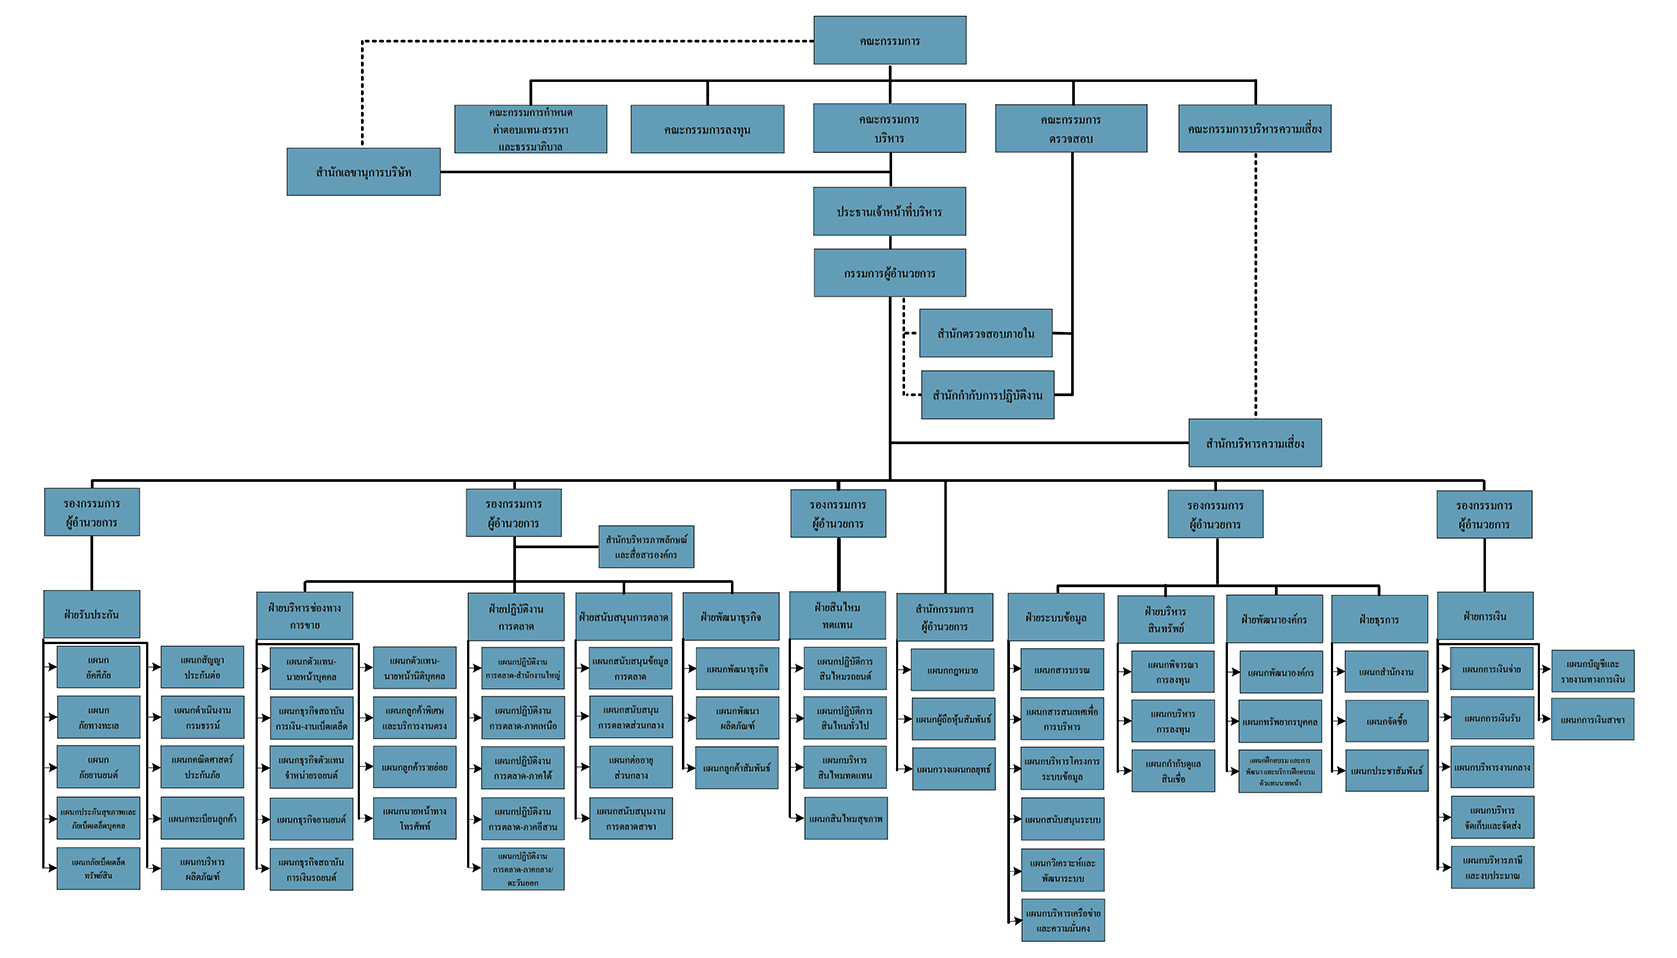 คณะกรรมการ
คณะกรรมการกำหนด
ค่าตอบแทน-สรรหา
และธรรมาภิบาล
คณะกรรมการลงทุน
คณะกรรมการ
บริหาร
คณะกรรมการ
ตรวจสอบ
คณะกรรมการบริหารความเสี่ยง
สำนักเลขานุการบริษัท
ประธานเจ้าหน้าที่บริหาร
กรรมการผู้อำนวยการ
สำนักตรวจสอบภายใน
สำนักกำกับการปฏิบัติงาน
สำนักบริหารความเสี่ยง
รองกรรมการ
ผู้อำนวยการ
รองกรรมการ
ผู้อำนวยการ
รองกรรมการ
ผู้อำนวยการ
รองกรรมการ
ผู้อำนวยการ
รองกรรมการ
ผู้อำนวยการ
สำนักบริหารภาพลักษณ์
และสื่อสารองค์กร
ฝ่ายรับประกัน
แผนก
อัคคีภัย
แผนก
ภัยทางทะเล
แผนก
ภัยยานยนต์
แผนกประกันสุขภาพและ
ภัยเบ็ดเตล็ดบุคคล
แผนกภัยเบ็ดเตล็ด
ทรัพย์สิน
แผนกสัญญา
ประกันต่อ
แผนกดำเนินงาน
กรมธรรม์
แผนกคณิตศาสตร์
ประกันภัย
แผนกทะเบียนลูกค้า
แผนกบริหาร
ผลิตภัณฑ์
ฝ่ายบริหารช่องทาง
การขาย
แผนกตัวแทน-
นายหน้าบุคคล
แผนกธุรกิจสถาบัน
การเงิน-งานเบ็ดเตล็ด
แผนกธุรกิจตัวแทน
จำหน่ายรถยนต์
แผนกธุรกิจยานยนต์
แผนกธุรกิจสถาบัน
การเงินรถยนต์
แผนกตัวแทน-
นายหน้านิติบุคคล
แผนกลูกค้าพิเศษ
และบริการงานตรง
แผนกลูกค้ารายย่อย
แผนกนายหน้าทาง
โทรศัพท์
ฝ่ายปฏิบัติงาน
การตลาด
แผนกปฏิบัติงาน
การตลาด-สำนักงานใหญ่
แผนกปฏิบัติงาน
การตลาด-ภาคเหนือ
แผนกปฏิบัติงาน
การตลาด-ภาคใต้
แผนกปฏิบัติงาน
การตลาด-ภาคอีสาน
แผนกปฏิบัติงาน
การตลาด-ภาคกลาง/
ตะวันออก
ฝ่ายสนับสนุนการตลาด
แผนกสนับสนุนข้อมูล
การตลาด
แผนกสนับสนุน
การตลาดส่วนกลาง
แผนกต่ออายุ
ส่วนกลาง
แผนกสนับสนุนงาน
การตลาดสาขา
ฝ่ายพัฒนาธุรกิจ
แผนกพัฒนาธุรกิจ
แผนกพัฒนา
ผลิตภัณฑ์
แผนกลูกค้าสัมพันธ์
ฝ่ายสินไหม
ทดแทน
แผนกปฏิบัติการ
สินไหมรถยนต์
แผนกปฏิบัติการ
สินไหมทั่วไป
แผนกบริหาร
สินไหมทดแทน
แผนกสินไหมสุขภาพ
สำนักกรรมการ
ผู้อำนวยการ
แผนกกฎหมาย
แผนกผู้ถือหุ้นสัมพันธ์
แผนกวางแผนกลยุทธ์
ฝ่ายระบบข้อมูล
แผนกสารบรรณ
แผนกสารสนเทศเพื่อ
การบริหาร
แผนกบริหารโครงการ
ระบบข้อมูล
แผนกสนับสนุนระบบ
แผนกวิเคราะห์และ
พัฒนาระบบ
แผนกบริหารเครือข่าย
และความมั่นคง
ฝ่ายบริหาร
สินทรัพย์
แผนกพิจารณา
การลงทุน
แผนกบริหาร
การลงทุน
แผนกกำกับดูแล
สินเชื่อ
ฝ่ายพัฒนาองค์กร
แผนกพัฒนาองค์กร
แผนกทรัพยากรบุคคล
แผนกฝึกอบรม และการ
พัฒนา และบริการฝึกอบรม
ตัวแทนนายหน้า
ฝ่ายธุรการ
แผนกสำนักงาน
แผนกจัดซื้อ
แผนกประชาสัมพันธ์
ฝ่ายการเงิน
แผนกการเงินจ่าย
แผนกการเงินรับ
แผนกบริหารงานกลาง
แผนกบริหาร
จัดเก็บและจัดส่ง
แผนกบริหารภาษี
และงบประมาณ
แผนกบัญชีและ
รายงานทางการเงิน
แผนกการเงินสาขา